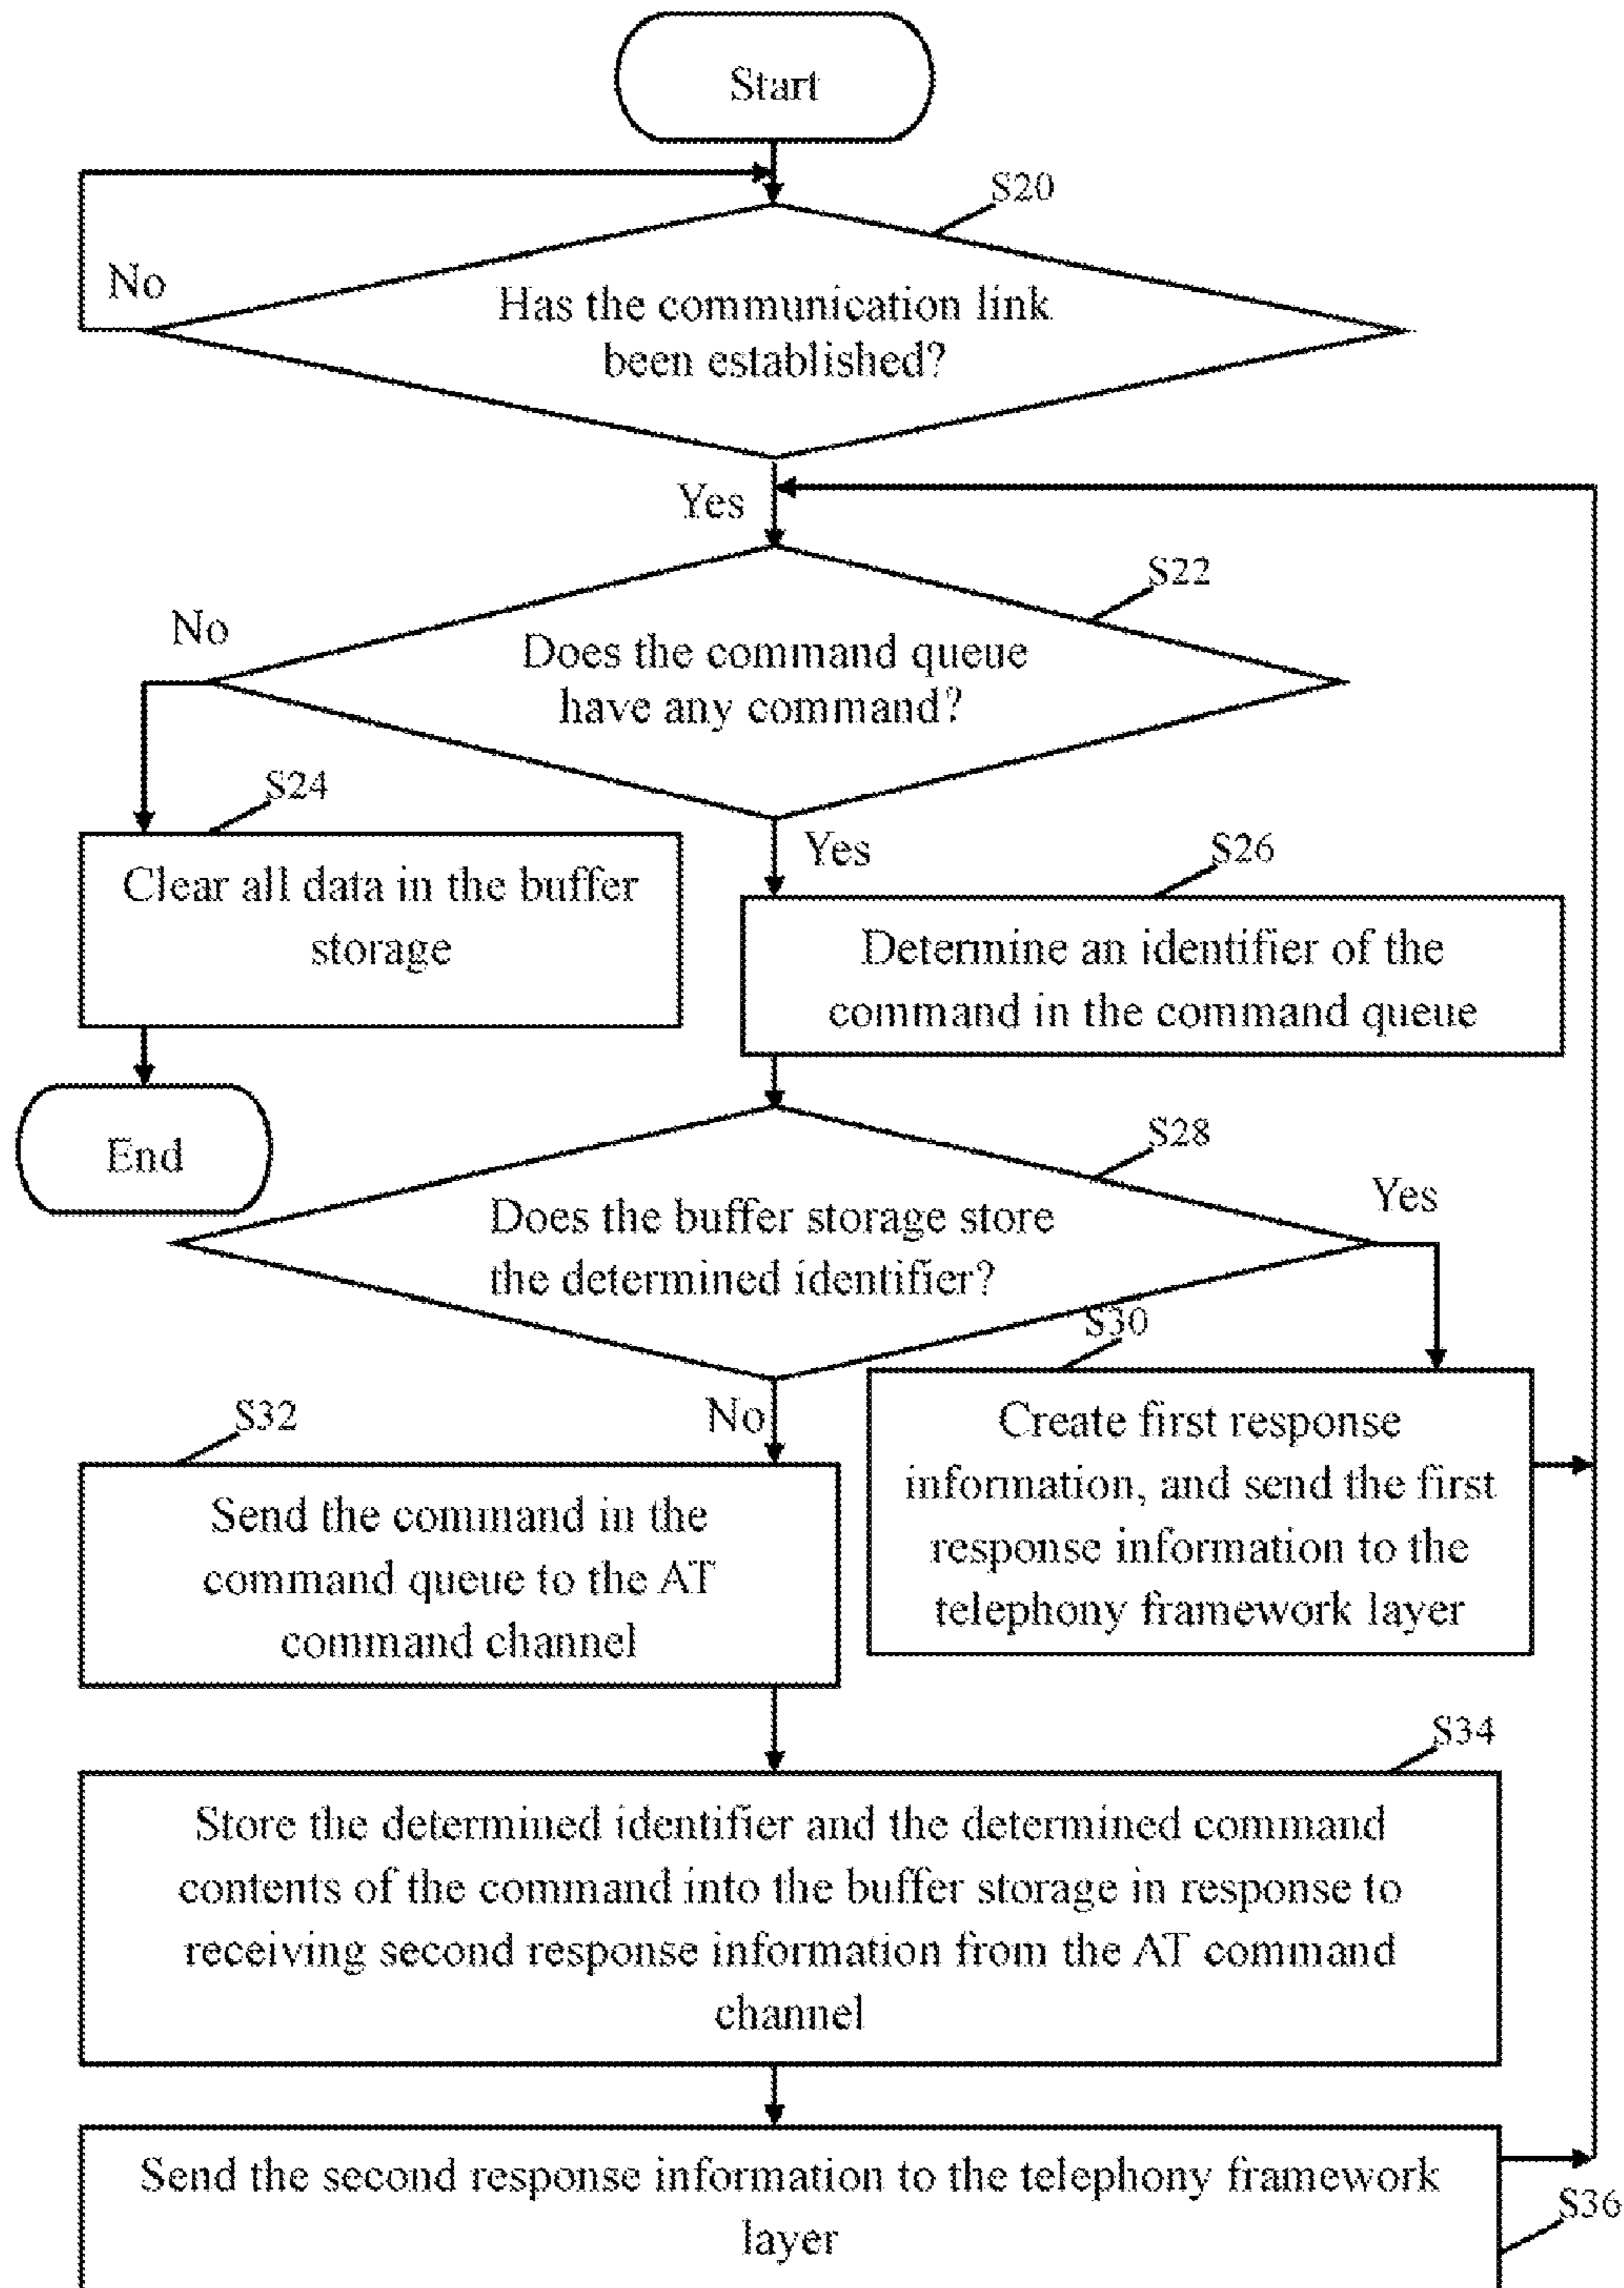 Start
S20
No
Has the communication link
been established?
Yes
S22
No
Does the command queue
have any command?
S24
Yes
S26
Clear all data in the buffer
storage
Determine an identifier of the
command in the command queue
End
S28
Yes
Does the buffer storage store
the determined identifier?
S30
No
S32
Create first response
information, and send the first
response information to the
telephony framework layer
Send the command in the
command queue to the AT
command channel
S34
Store the determined identifier and the determined command
contents of the command into the buffer storage in response to
receiving second response information from the AT command
channel
Send the second response information to the telephony framework
layer
S36